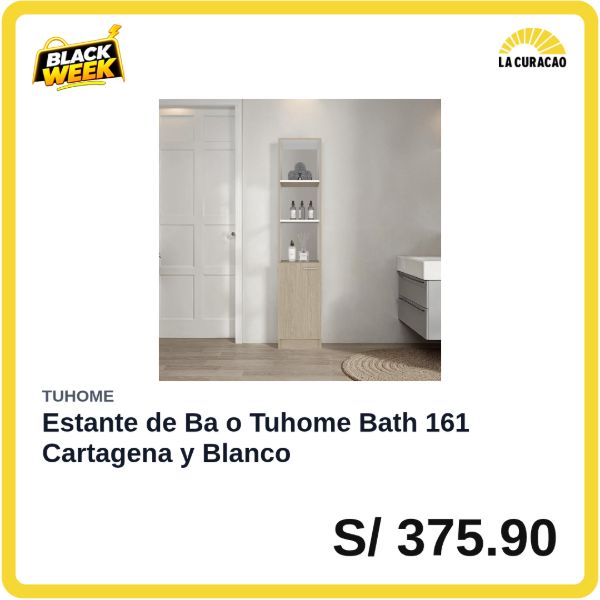 BLACK
WEEK
LA CURACAO
TUHOME
Estante de Ba o Tuhome Bath 161
Cartagena y Blanco
S/ 375.90